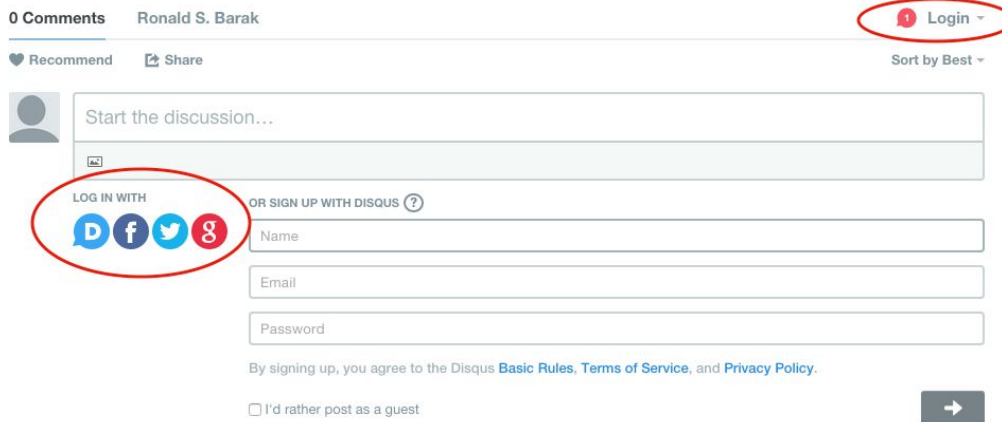 0 Comments Ronald S. Barak 1 Login
Recommend Share Sort by Best
Start the discussion...
LOG IN WITH
D f g
OR SIGN UP WITH DISQUS ?
Name
Email
Password
By signing up, you agree to the Disqus Basic Rules, Terms of Service, and Privacy Policy.
I'd rather post as a guest